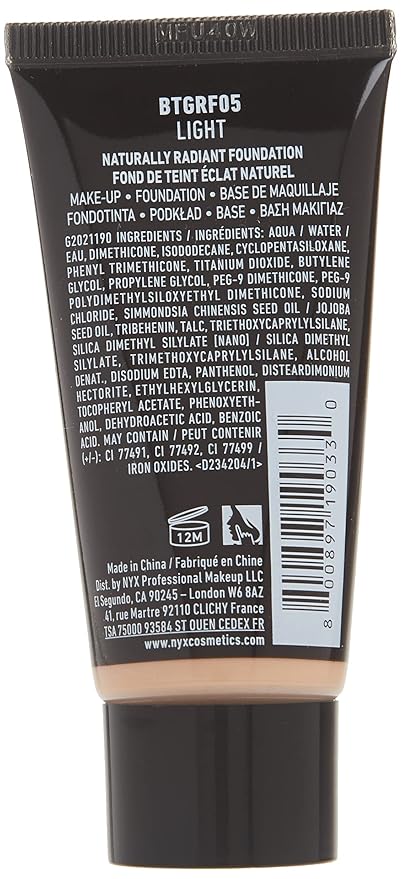 MFU40W
BTGRF05
LIGHT
NATURALLY RADIANT FOUNDATION
FOND DE TEINT ÉCLAT NATUREL
MAKE-UP • FOUNDATION • BASE DE MAQUILLAJE
FONDOTINTA • PODKŁAD • BASE • ΒΑΣΗ ΜΑΚΙΓΙΑΖ
G2021190 INGREDIENTS / INGRÉDIENTS: AQUA / WATER /
EAU, DIMETHICONE, ISODODECANE, CYCLOPENTASILOXANE,
PHENYL TRIMETHICONE, TITANIUM DIOXIDE, BUTYLENE
GLYCOL, PROPYLENE GLYCOL, PEG-9 DIMETHICONE, PEG-9
POLYDIMETHYLSILOXYETHYL DIMETHICONE, SODIUM
CHLORIDE, SIMMONDSIA CHINENSIS SEED OIL / JOJOBA
SEED OIL, TRIBEHENIN, TALC, TRIETHOXYCAPRYLYLSILANE,
SILICA DIMETHYL SILYLATE [NANO] / SILICA DIMETHYL
SILYLATE, TRIMETHOXYCAPRYLYLSILANE, ALCOHOL
DENAT., DISODIUM EDTA, PANTHENOL, DISTEARDIMONIUM
HECTORITE, ETHYLHEXYLGLYCERIN,
TOCOPHERYL ACETATE, PHENOXYETH-
ANOL, DEHYDROACETIC ACID, BENZOIC
ACID. MAY CONTAIN / PEUT CONTENIR
(+/-): CI 77491, CI 77492, CI 77499 /
IRON OXIDES. <D234204/1>
12M
Made in China / Fabriqué en Chine
Dist. by NYX Professional Makeup LLC
El Segundo, CA 90245 - London W6 8AZ
41, rue Martre 92110 CLICHY France
TSA 75000 93584 ST OUEN CEDEX FR
www.nyxcosmetics.com
8 00897 19033 0